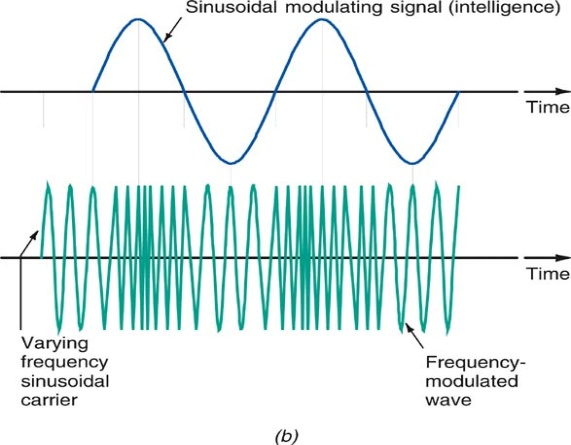 Sinusoidal modulating signal (intelligence)
Time
Time
Varying
frequency
sinusoidal
carrier
Frequency-
modulated
wave
(b)